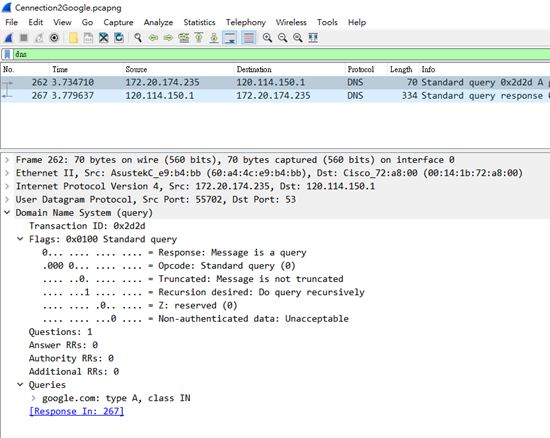 Cennection2Google.pcapng
File Edit View Go Capture Analyze Statistics Telephony Wireless Tools Help
dns
No. Time Source Destination Protocol Length Info
262 3.734710 172.20.174.235 120.114.150.1 DNS 70 Standard query 0x2d2d A
267 3.779637 120.114.150.1 172.20.174.235 DNS 334 Standard query response
Frame 262: 70 bytes on wire (560 bits), 70 bytes captured (560 bits) on interface 0
Ethernet II, Src: AsustekC_e9:b4:bb (60:a4:4c:e9:b4:bb), Dst: Cisco_72:a8:00 (00:14:1b:72:a8:00)
Internet Protocol Version 4, Src: 172.20.174.235, Dst: 120.114.150.1
User Datagram Protocol, Src Port: 55702, Dst Port: 53
Domain Name System (query)
Transaction ID: 0x2d2d
Flags: 0x0100 Standard query
0... .... .... .... = Response: Message is a query
.000 0... .... .... = Opcode: Standard query (0)
.... ..0. .... .... = Truncated: Message is not truncated
.... ...1 .... .... = Recursion desired: Do query recursively
.... .... .0.. .... = Z: reserved (0)
.... .... ...0 .... = Non-authenticated data: Unacceptable
Questions: 1
Answer RRs: 0
Authority RRs: 0
Additional RRs: 0
Queries
google.com: type A, class IN
[Response In: 267]